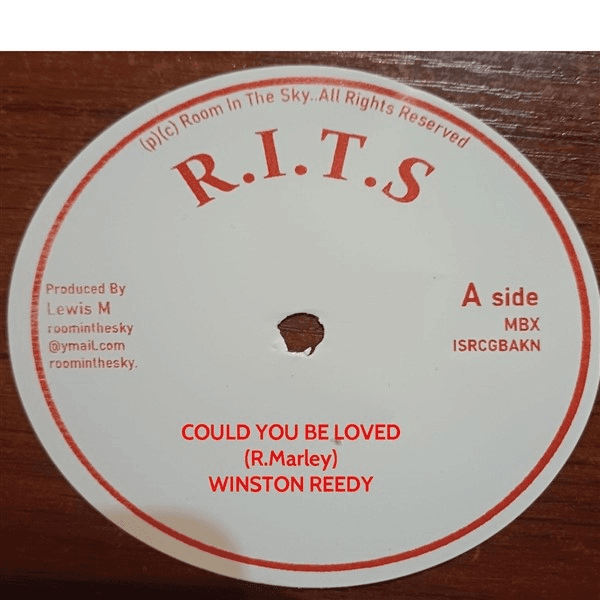 (p)(c) Room In The Sky..All Rights Reserved
R.I.T.S
Produced By
Lewis M
roominthesky
@ymail.com
roominthesky.
A side
MBX
ISRCGBAKN
COULD YOU BE LOVED
(R.Marley)
WINSTON REEDY